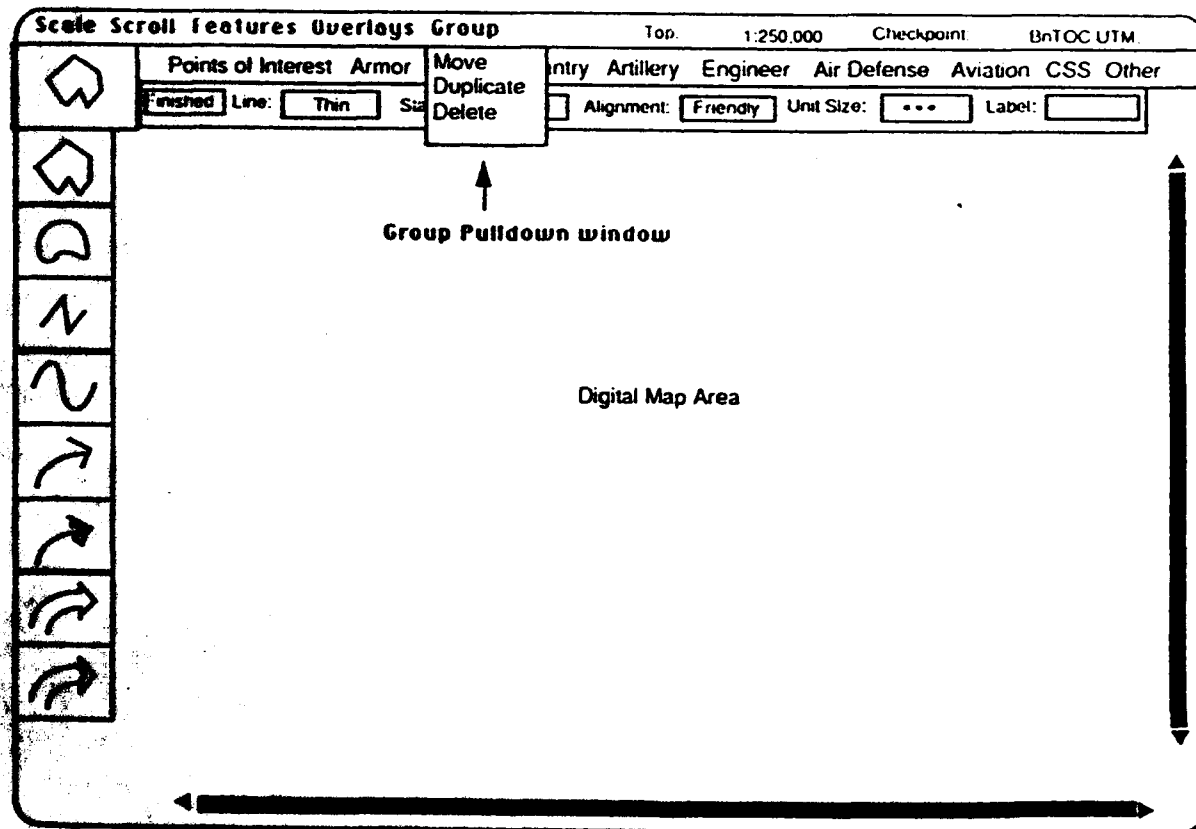 Scale Scroll Features Overlays Group Top. 1:250,000 Checkpoint: BnTOC UTM.
Points of Interest Armor Move ntry Artillery Engineer Air Defense Aviation CSS Other
Duplicate
Finished Line: Thin Sta Delete Alignment: Friendly Unit Size: ••• Label:
Group Pulldown window
Digital Map Area